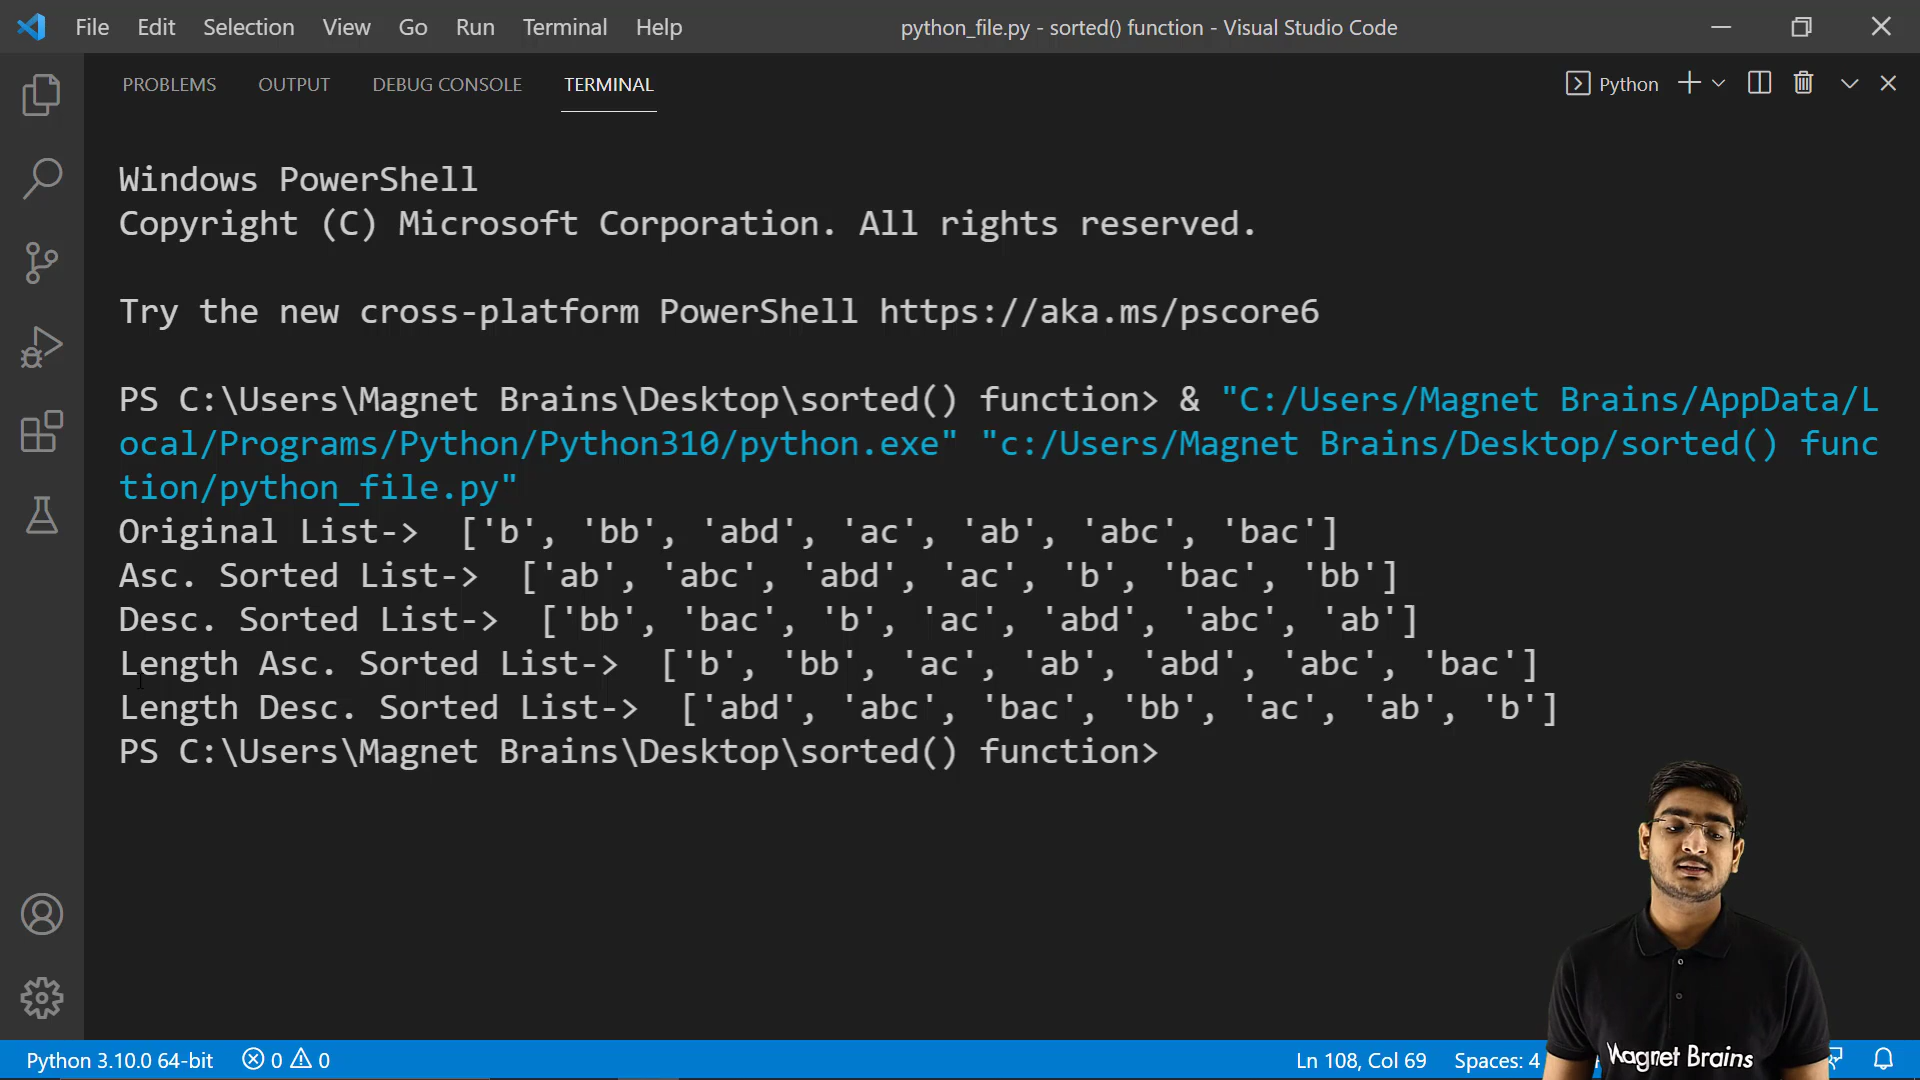 File Edit Selection View Go Run Terminal Help python_file.py - sorted() function - Visual Studio Code
PROBLEMS OUTPUT DEBUG CONSOLE TERMINAL Python
Windows PowerShell
Copyright (C) Microsoft Corporation. All rights reserved.
Try the new cross-platform PowerShell https://aka.ms/pscore6
PS C:\Users\Magnet Brains\Desktop\sorted() function> & "C:/Users/Magnet Brains/AppData/L
ocal/Programs/Python/Python310/python.exe" "c:/Users/Magnet Brains/Desktop/sorted() func
tion/python_file.py"
Original List->  ['b', 'bb', 'abd', 'ac', 'ab', 'abc', 'bac']
Asc. Sorted List->  ['ab', 'abc', 'abd', 'ac', 'b', 'bac', 'bb']
Desc. Sorted List->  ['bb', 'bac', 'b', 'ac', 'abd', 'abc', 'ab']
Length Asc. Sorted List->  ['b', 'bb', 'ac', 'ab', 'abd', 'abc', 'bac']
Length Desc. Sorted List->  ['abd', 'abc', 'bac', 'bb', 'ac', 'ab', 'b']
PS C:\Users\Magnet Brains\Desktop\sorted() function>
Python 3.10.0 64-bit 0 0 Ln 108, Col 69 Spaces: 4
Magnet Brains